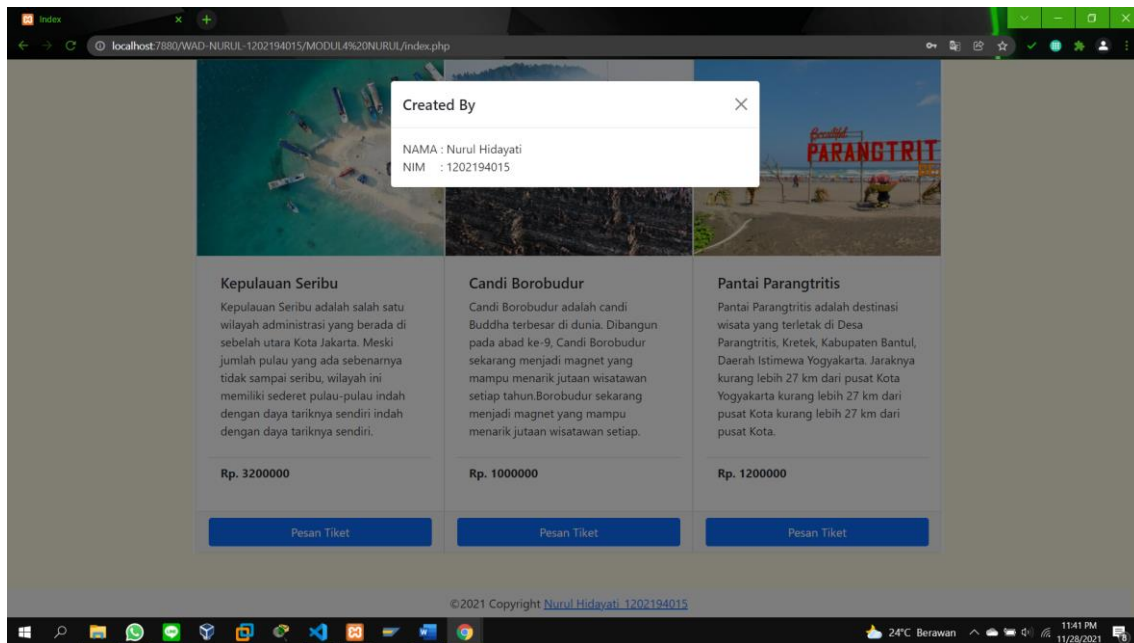 Index
localhost:7880/WAD-NURUL-1202194015/MODUL4%20NURUL/index.php
Created By
NAMA : Nurul Hidayati
NIM : 1202194015
Beautiful
PARANGTRIT
Kepulauan Seribu
Kepulauan Seribu adalah salah satu
wilayah administrasi yang berada di
sebelah utara Kota Jakarta. Meski
jumlah pulau yang ada sebenarnya
tidak sampai seribu, wilayah ini
memiliki sederet pulau-pulau indah
dengan daya tariknya sendiri indah
dengan daya tariknya sendiri.
Rp. 3200000
Pesan Tiket
Candi Borobudur
Candi Borobudur adalah candi
Buddha terbesar di dunia. Dibangun
pada abad ke-9, Candi Borobudur
sekarang menjadi magnet yang
mampu menarik jutaan wisatawan
setiap tahun.Borobudur sekarang
menjadi magnet yang mampu
menarik jutaan wisatawan setiap.
Rp. 1000000
Pesan Tiket
Pantai Parangtritis
Pantai Parangtritis adalah destinasi
wisata yang terletak di Desa
Parangtritis, Kretek, Kabupaten Bantul,
Daerah Istimewa Yogyakarta. Jaraknya
kurang lebih 27 km dari pusat Kota
Yogyakarta kurang lebih 27 km dari
pusat Kota kurang lebih 27 km dari
pusat Kota.
Rp. 1200000
Pesan Tiket
©2021 Copyright Nurul Hidayati_1202194015
24°C Berawan
11:41 PM
11/28/2021